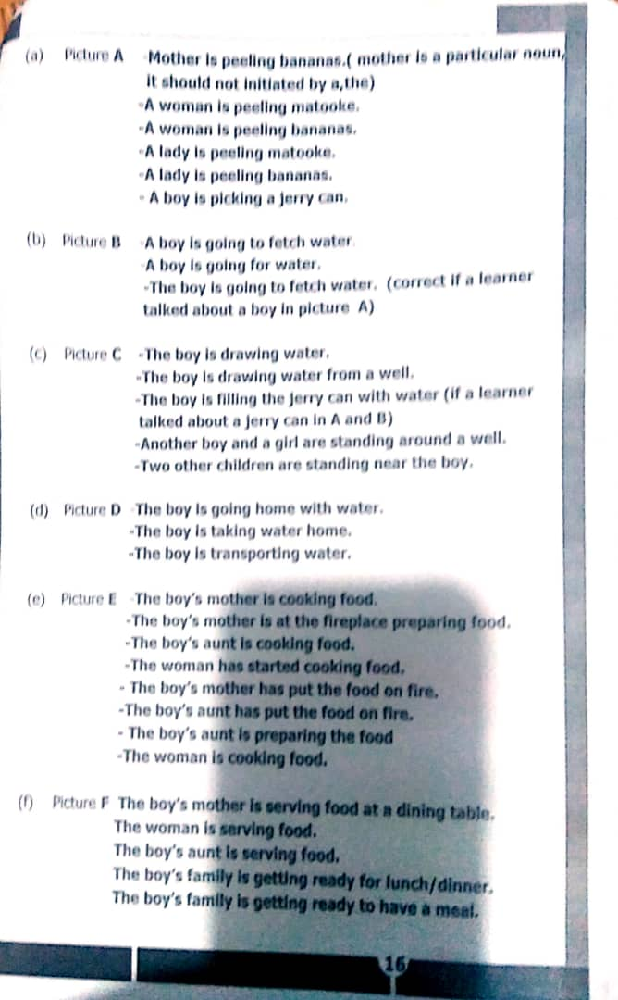 (a) Picture A -Mother is peeling bananas.( mother is a particular noun,
it should not initiated by a,the)
-A woman is peeling matooke.
-A woman is peeling bananas.
-A lady is peeling matooke.
-A lady is peeling bananas.
- A boy is picking a jerry can.
(b) Picture B -A boy is going to fetch water.
-A boy is going for water.
-The boy is going to fetch water. (correct if a learner
talked about a boy in picture A)
(c) Picture C -The boy is drawing water.
-The boy is drawing water from a well.
-The boy is filling the jerry can with water (if a learner
talked about a jerry can in A and B)
-Another boy and a girl are standing around a well.
-Two other children are standing near the boy.
(d) Picture D -The boy is going home with water.
-The boy is taking water home.
-The boy is transporting water.
(e) Picture E -The boy's mother is cooking food.
-The boy's mother is at the fireplace preparing food.
-The boy's aunt is cooking food.
-The woman has started cooking food.
- The boy's mother has put the food on fire.
-The boy's aunt has put the food on fire.
- The boy's aunt is preparing the food
-The woman is cooking food.
(f) Picture F The boy's mother is serving food at a dining table.
The woman is serving food.
The boy's aunt is serving food.
The boy's family is getting ready for lunch/dinner.
The boy's family is getting ready to have a meal.
16